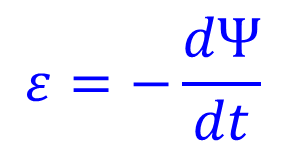 ε = − dΨ/dt